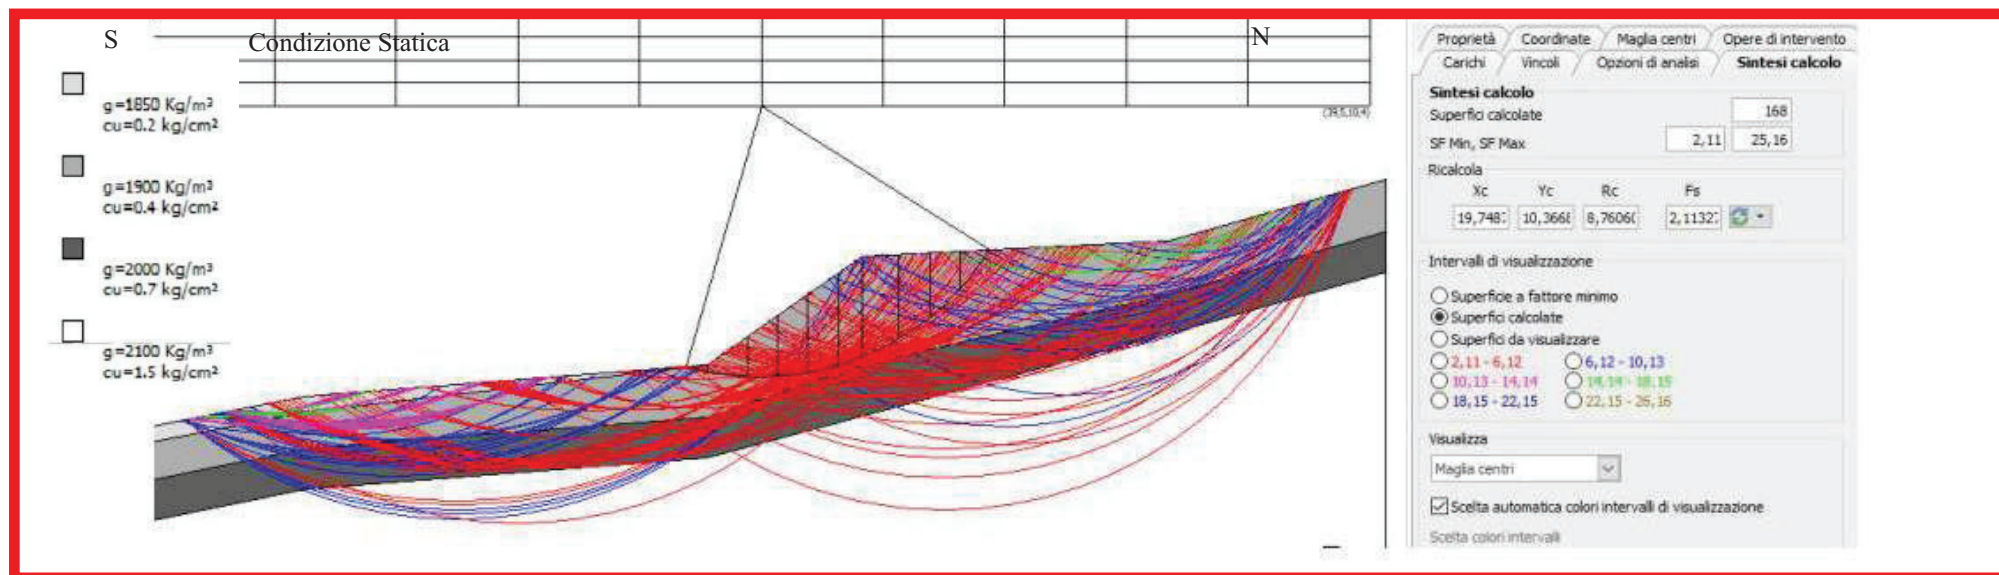 S
Condizione Statica
N
g=1850 Kg/m³
cu=0.2 kg/cm²
g=1900 Kg/m³
cu=0.4 kg/cm²
g=2000 Kg/m³
cu=0.7 kg/cm²
g=2100 Kg/m³
cu=1.5 kg/cm²
Proprietà Coordinate Maglia centri Opere di intervento
Carichi Vincoli Opzioni di analisi Sintesi calcolo
Sintesi calcolo
Superfici calcolate 168
SF Min, SF Max 2,11 25,16
Ricalcola
Xc Yc Rc Fs
19,748 10,366 8,7606 2,1132
Intervalli di visualizzazione
Superficie a fattore minimo
Superfici calcolate
Superfici da visualizzare
2,11 - 6,12 6,12 - 10,13
10,13 - 14,14 14,14 - 18,15
18,15 - 22,15 22,15 - 26,16
Visualizza
Maglia centri
Scelta automatica colori intervalli di visualizzazione
Scelta colori intervalli